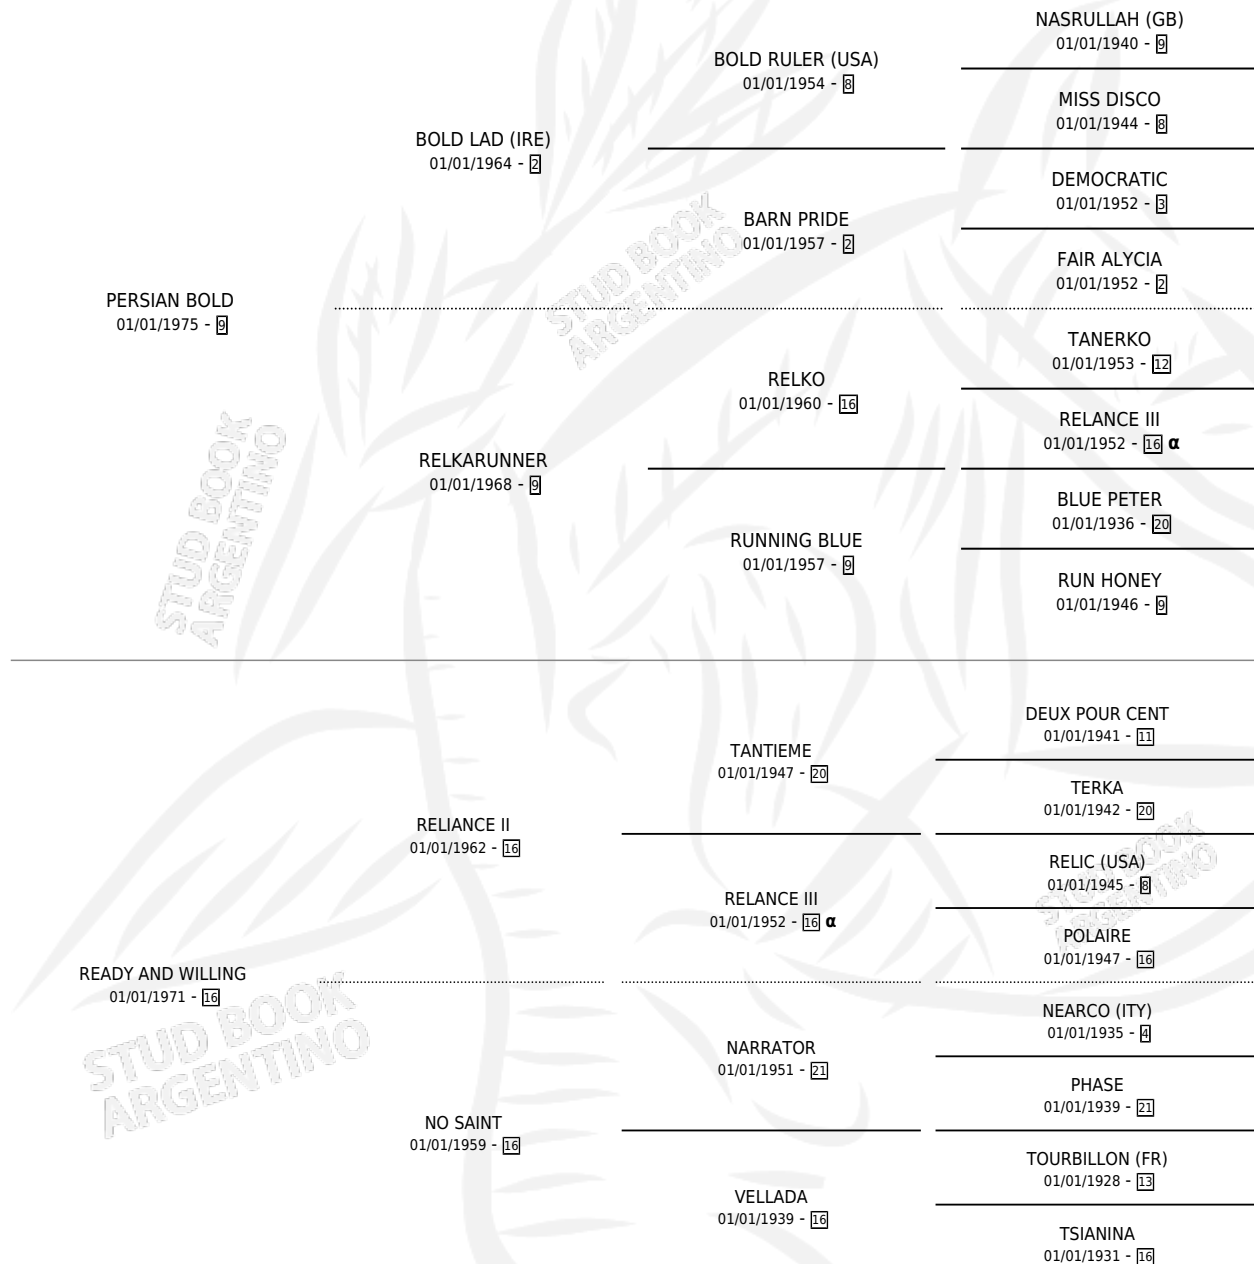 NASRULLAH (GB)
01/01/1940 - 9
BOLD RULER (USA)
01/01/1954 - 8
MISS DISCO
01/01/1944 - 8
BOLD LAD (IRE)
01/01/1964 - 2
DEMOCRATIC
01/01/1952 - 3
BARN PRIDE
01/01/1957 - 2
FAIR ALYCIA
01/01/1952 - 2
PERSIAN BOLD
01/01/1975 - 9
TANERKO
01/01/1953 - 12
RELKO
01/01/1960 - 16
RELANCE III
01/01/1952 - 16 α
RELKARUNNER
01/01/1968 - 9
BLUE PETER
01/01/1936 - 20
RUNNING BLUE
01/01/1957 - 9
RUN HONEY
01/01/1946 - 9
DEUX POUR CENT
01/01/1941 - 11
TANTIEME
01/01/1947 - 20
TERKA
01/01/1942 - 20
RELIANCE II
01/01/1962 - 16
RELIC (USA)
01/01/1945 - 8
RELANCE III
01/01/1952 - 16 α
POLAIRE
01/01/1947 - 16
READY AND WILLING
01/01/1971 - 16
NEARCO (ITY)
01/01/1935 - 4
NARRATOR
01/01/1951 - 21
PHASE
01/01/1939 - 21
NO SAINT
01/01/1959 - 16
TOURBILLON (FR)
01/01/1928 - 13
VELLADA
01/01/1939 - 16
TSIANINA
01/01/1931 - 16
STUD BOOK
ARGENTINO
STUD BOOK
ARGENTINO
STUD BOOK
ARGENTINO
STUD BOOK
ARGENTINO